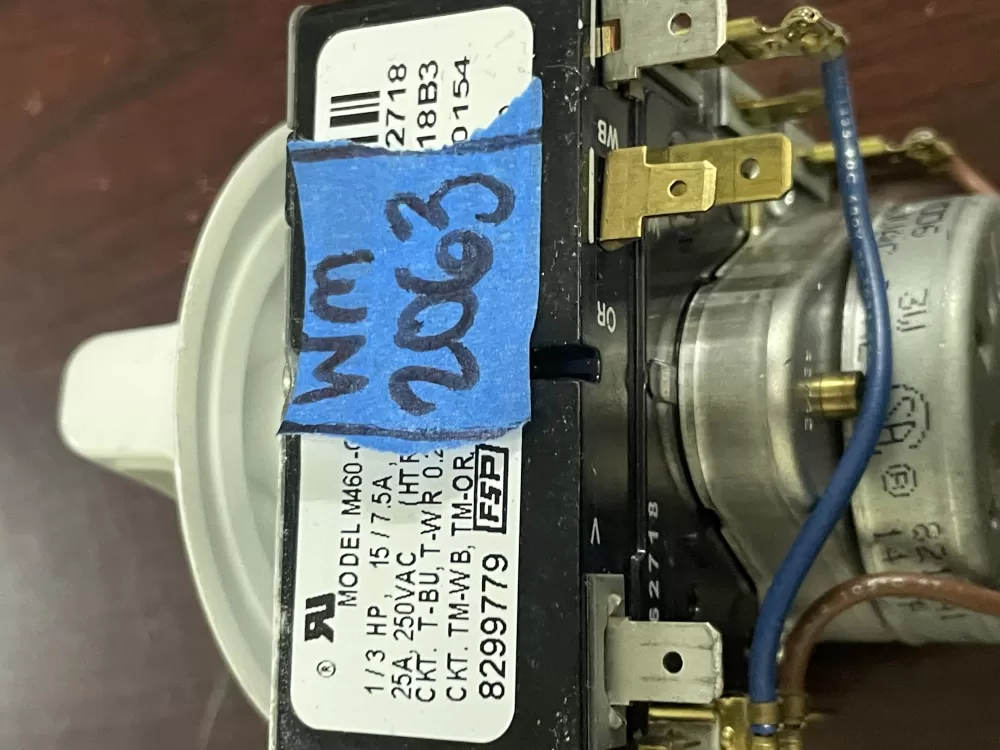 2718
18B3
0154
WM
2063
MODEL M460-
1/3 HP, 15/7.5A,
25A, 250VAC (HTR
CKT. T-BU, T-WR 0.
CKT. TM-WB, TM-OR,
8299779 FSP
WB
OR
V
62718
3W